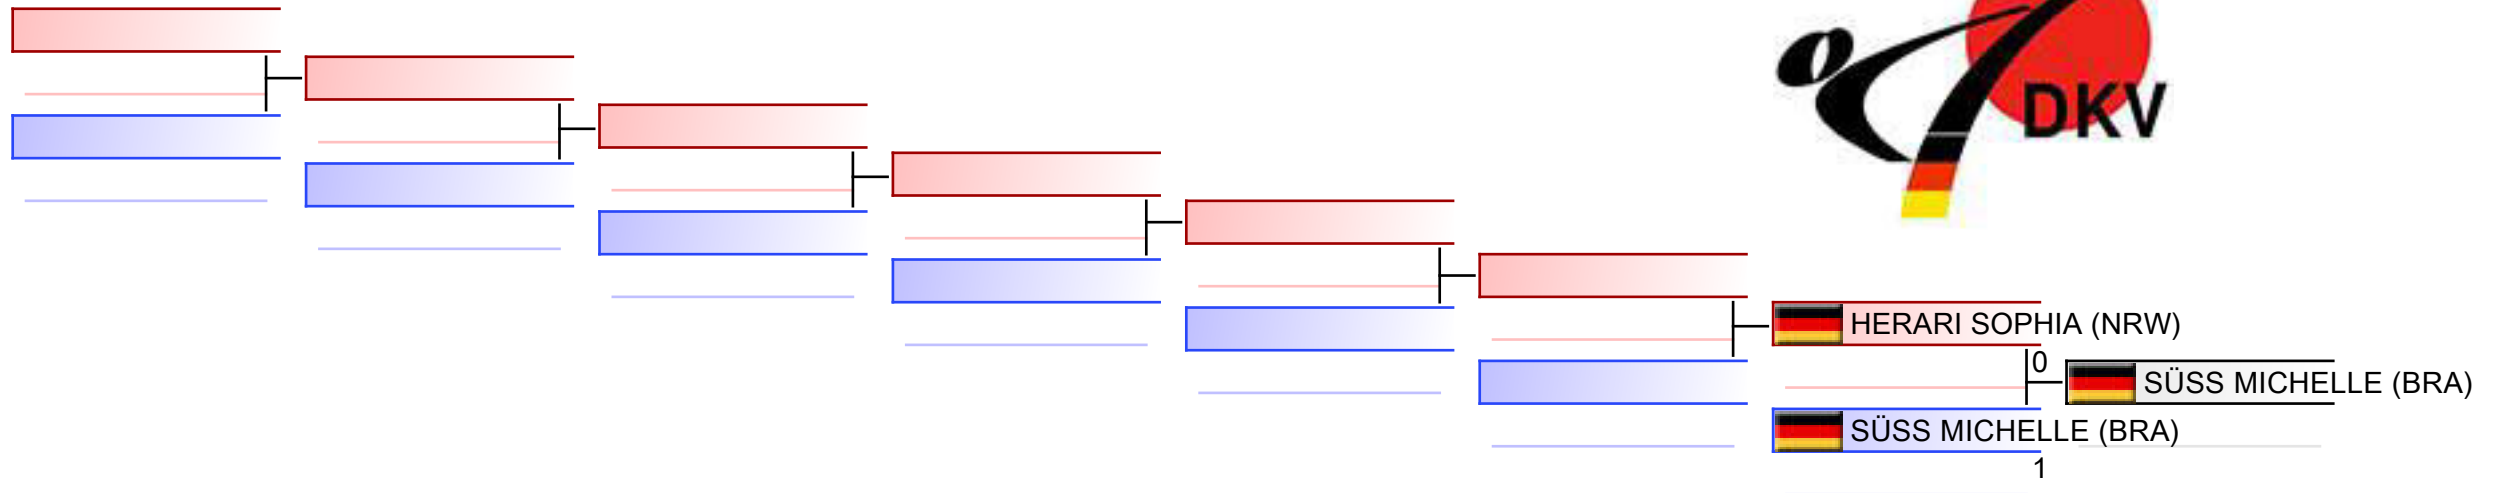 DKV
HERARI SOPHIA (NRW)
0
SÜSS MICHELLE (BRA)
SÜSS MICHELLE (BRA)
1